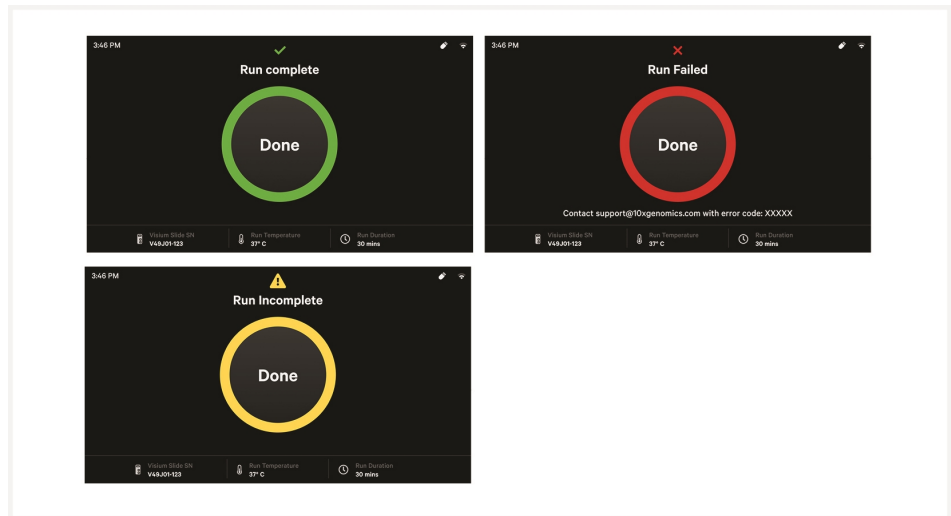 3:46 PM
Run complete
Done
Visium Slide SN
V49J01-123
Run Temperature
37° C
Run Duration
30 mins
3:46 PM
Run Failed
Done
Contact support@10xgenomics.com with error code: XXXXX
Visium Slide SN
V49J01-123
Run Temperature
37° C
Run Duration
30 mins
3:46 PM
Run Incomplete
Done
Visium Slide SN
V49J01-123
Run Temperature
37° C
Run Duration
30 mins